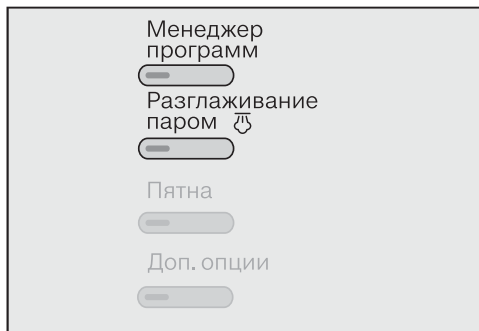 Менеджер
программ
Разглаживание
паром
Пятна
Доп. опции